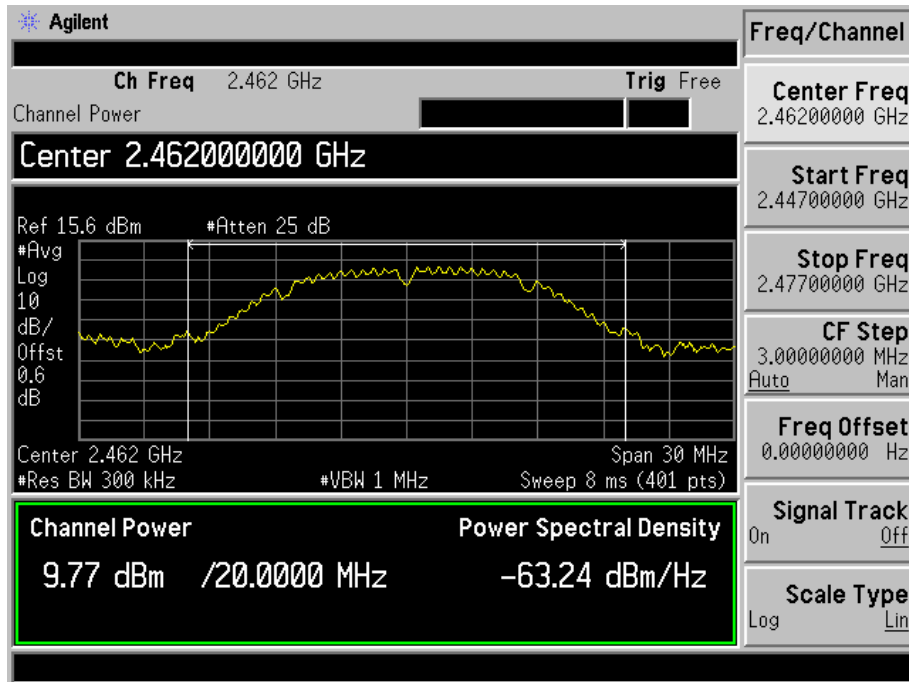 Agilent
Freq/Channel
Ch Freq 2.462 GHz Trig Free
Channel Power
Center 2.462000000 GHz
Ref 15.6 dBm #Atten 25 dB
#Avg
Log
10
dB/
Offst
0.6
dB
Center 2.462 GHz Span 30 MHz
#Res BW 300 kHz #VBW 1 MHz Sweep 8 ms (401 pts)
Channel Power Power Spectral Density
9.77 dBm /20.0000 MHz -63.24 dBm/Hz
Center Freq
2.46200000 GHz
Start Freq
2.44700000 GHz
Stop Freq
2.47700000 GHz
CF Step
3.00000000 MHz
Auto Man
Freq Offset
0.00000000 Hz
Signal Track
On Off
Scale Type
Log Lin